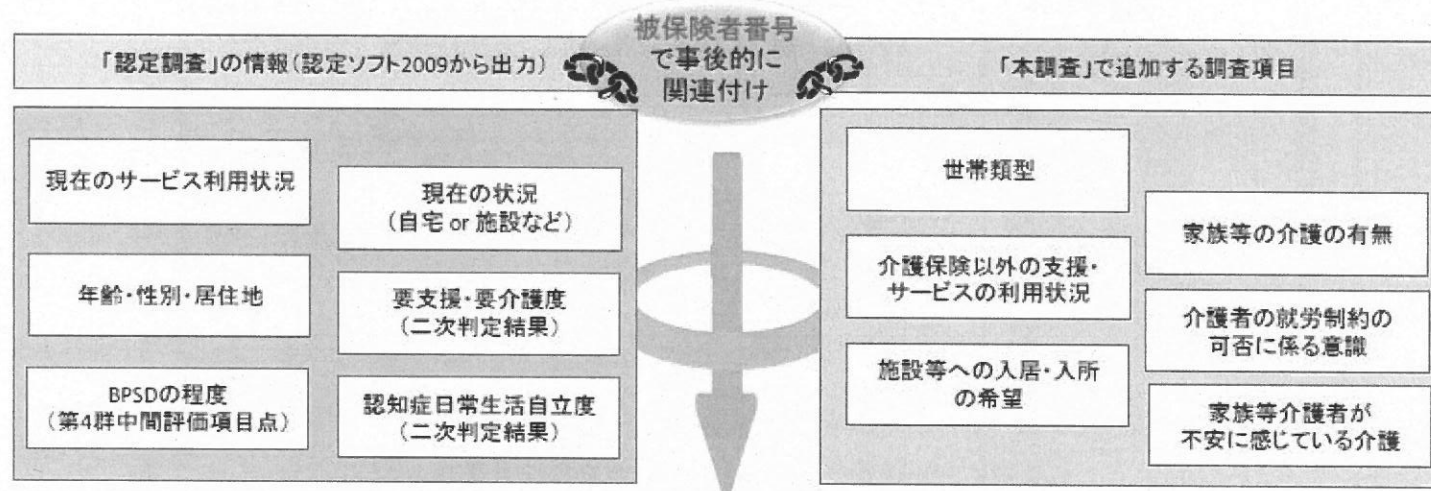 被保険者番号
で事後的に
関連付け
「認定調査」の情報(認定ソフト2009から出力)
現在のサービス利用状況
現在の状況
(自宅 or 施設など)
年齢・性別・居住地
要支援・要介護度
(二次判定結果)
BPSDの程度
(第4群中間評価項目点)
認知症日常生活自立度
(二次判定結果)
「本調査」で追加する調査項目
世帯類型
家族等の介護の有無
介護保険以外の支援・
サービスの利用状況
介護者の就労制約の
可否に係る意識
施設等への入居・入所
の希望
家族等介護者が
不安に感じている介護